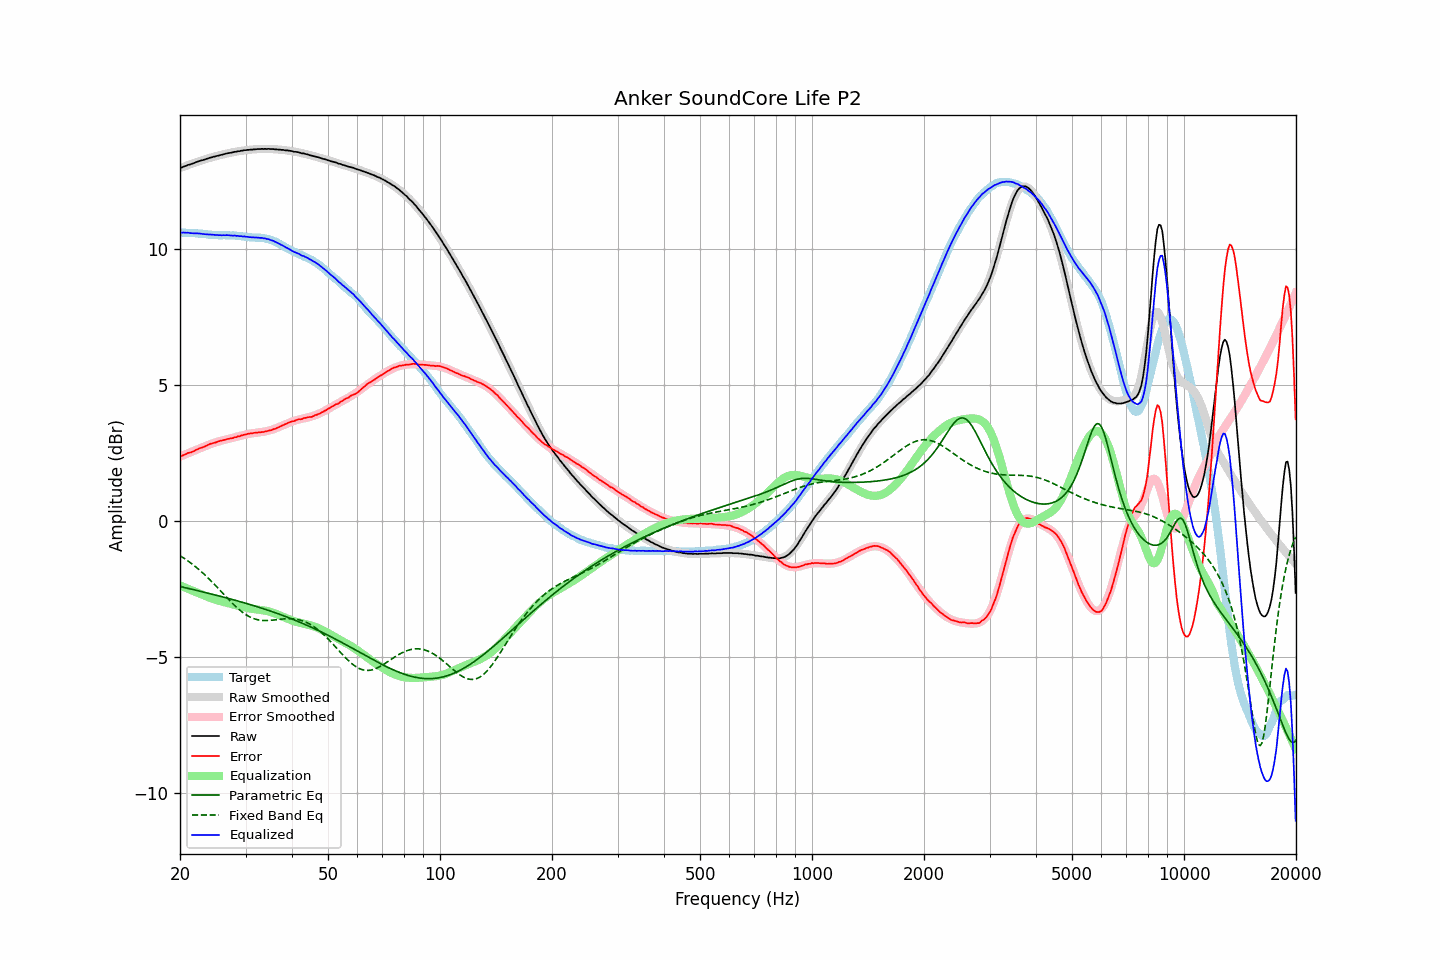 Anker SoundCore Life P2
Amplitude (dBr)
10
5
0
−5
−10
Target
Raw Smoothed
Error Smoothed
Raw
Error
Equalization
Parametric Eq
Fixed Band Eq
Equalized
20 50 100 200 500 1000 2000 5000 10000 20000
Frequency (Hz)